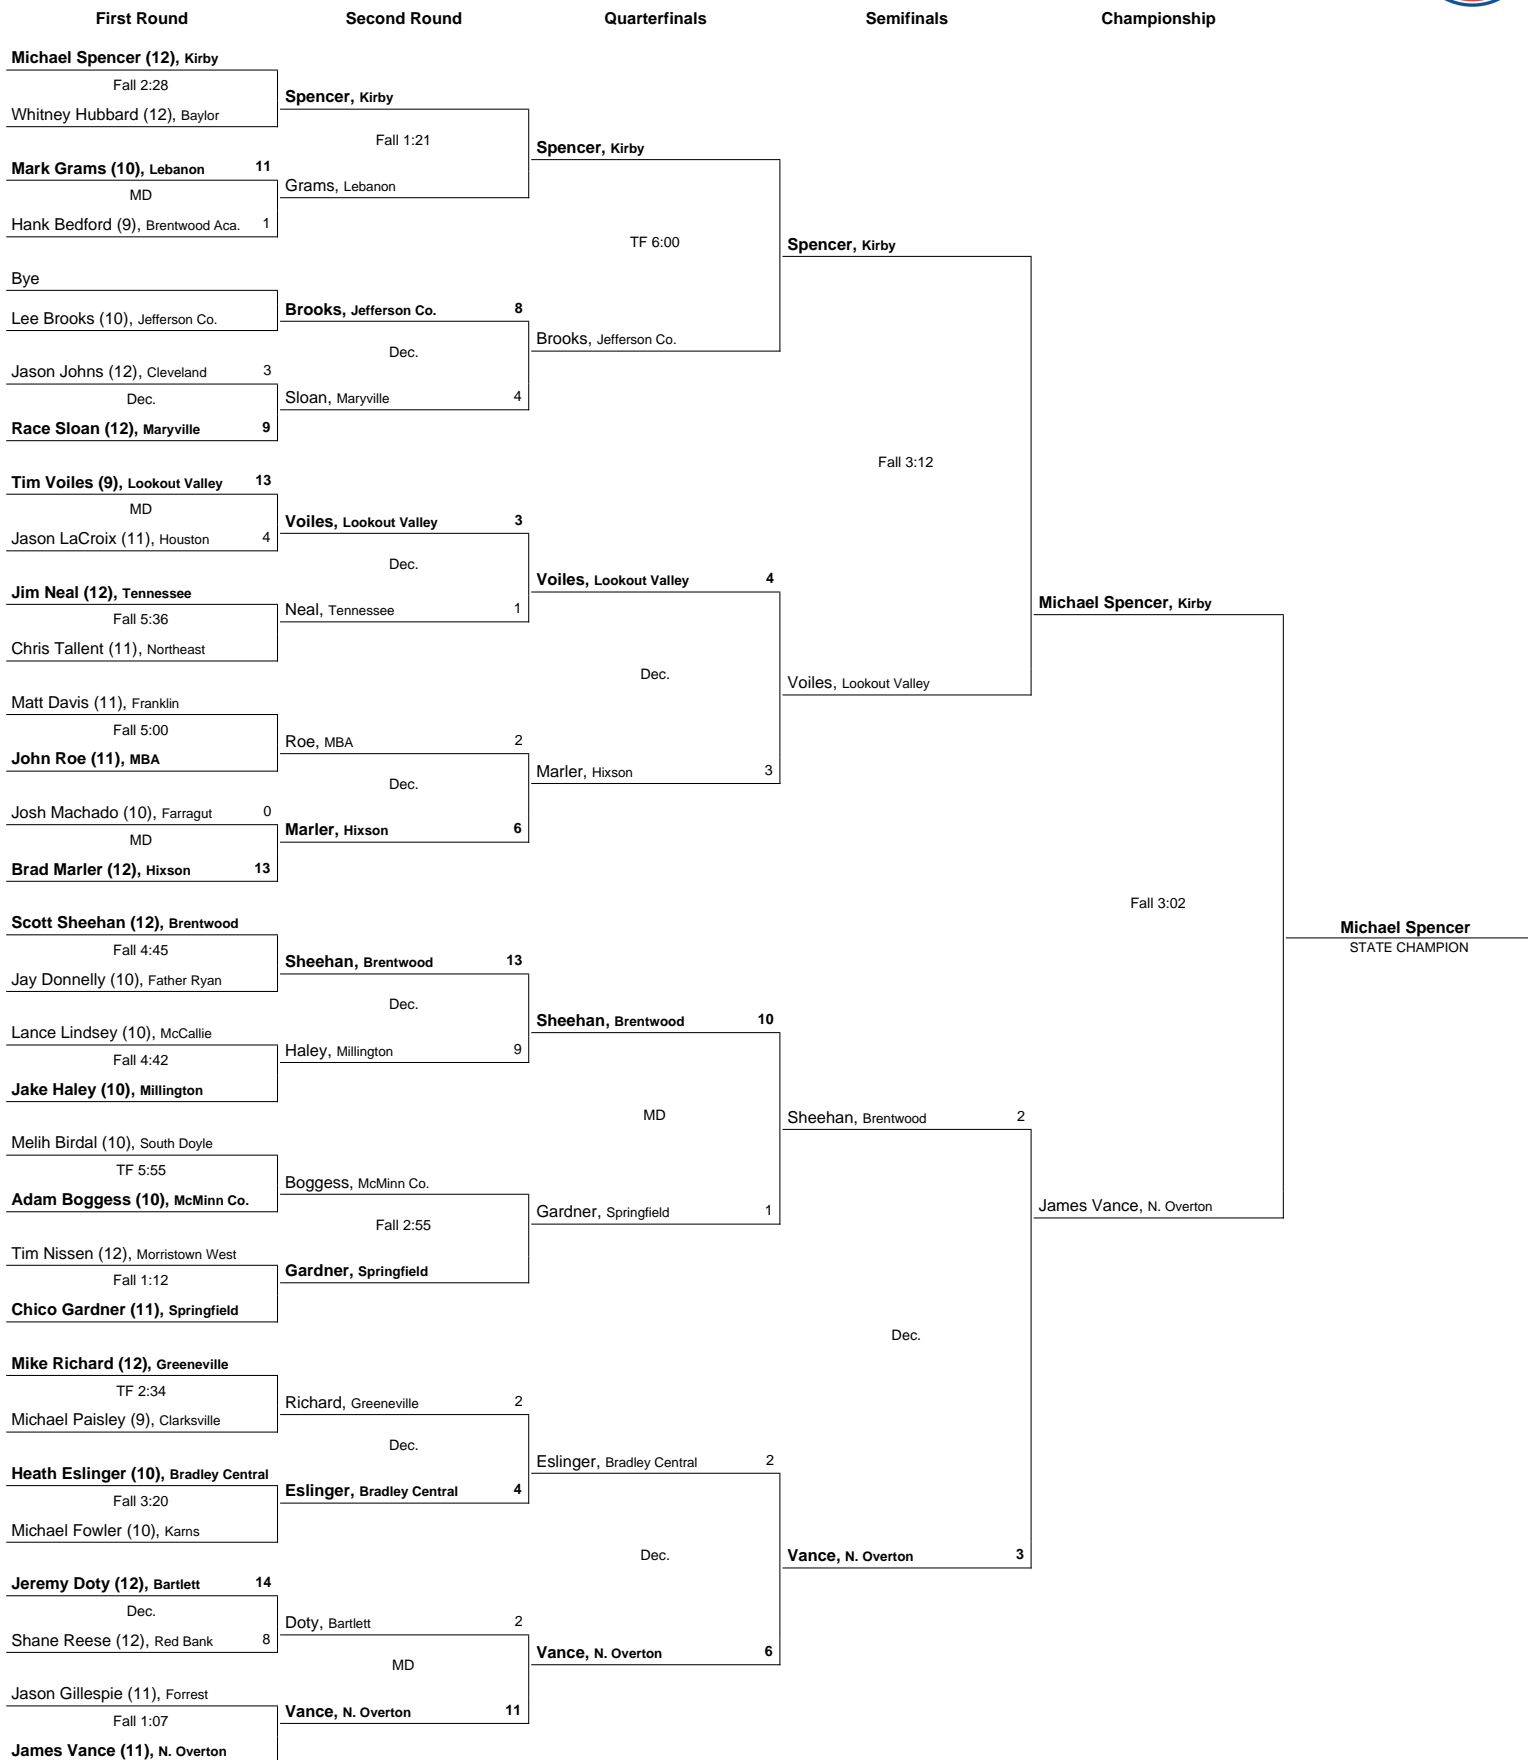 First Round Second Round Quarterfinals Semifinals Championship
Michael Spencer (12), Kirby
Fall 2:28
Whitney Hubbard (12), Baylor
Mark Grams (10), Lebanon 11
MD
Hank Bedford (9), Brentwood Aca. 1
Bye
Lee Brooks (10), Jefferson Co.
Jason Johns (12), Cleveland 3
Dec.
Race Sloan (12), Maryville 9
Tim Voiles (9), Lookout Valley 13
MD
Jason LaCroix (11), Houston 4
Jim Neal (12), Tennessee
Fall 5:36
Chris Tallent (11), Northeast
Matt Davis (11), Franklin
Fall 5:00
John Roe (11), MBA
Josh Machado (10), Farragut 0
MD
Brad Marler (12), Hixson 13
Scott Sheehan (12), Brentwood
Fall 4:45
Jay Donnelly (10), Father Ryan
Lance Lindsey (10), McCallie
Fall 4:42
Jake Haley (10), Millington
Melih Birdal (10), South Doyle
TF 5:55
Adam Boggess (10), McMinn Co.
Tim Nissen (12), Morristown West
Fall 1:12
Chico Gardner (11), Springfield
Mike Richard (12), Greeneville
TF 2:34
Michael Paisley (9), Clarksville
Heath Eslinger (10), Bradley Central
Fall 3:20
Michael Fowler (10), Karns
Jeremy Doty (12), Bartlett 14
Dec.
Shane Reese (12), Red Bank 8
Jason Gillespie (11), Forrest
Fall 1:07
James Vance (11), N. Overton
Spencer, Kirby
Fall 1:21
Grams, Lebanon
Brooks, Jefferson Co. 8
Dec.
Sloan, Maryville 4
Voiles, Lookout Valley 3
Dec.
Neal, Tennessee 1
Roe, MBA 2
Dec.
Marler, Hixson 6
Sheehan, Brentwood 13
Dec.
Haley, Millington 9
Boggess, McMinn Co.
Fall 2:55
Gardner, Springfield
Richard, Greeneville 2
Dec.
Eslinger, Bradley Central 4
Doty, Bartlett 2
MD
Vance, N. Overton 11
Spencer, Kirby
TF 6:00
Brooks, Jefferson Co.
Voiles, Lookout Valley 4
Dec.
Marler, Hixson 3
Sheehan, Brentwood 10
MD
Gardner, Springfield 1
Eslinger, Bradley Central 2
Dec.
Vance, N. Overton 6
Spencer, Kirby
Fall 3:12
Voiles, Lookout Valley
Sheehan, Brentwood 2
Dec.
Vance, N. Overton 3
Michael Spencer, Kirby
Fall 3:02
James Vance, N. Overton
Michael Spencer
STATE CHAMPION